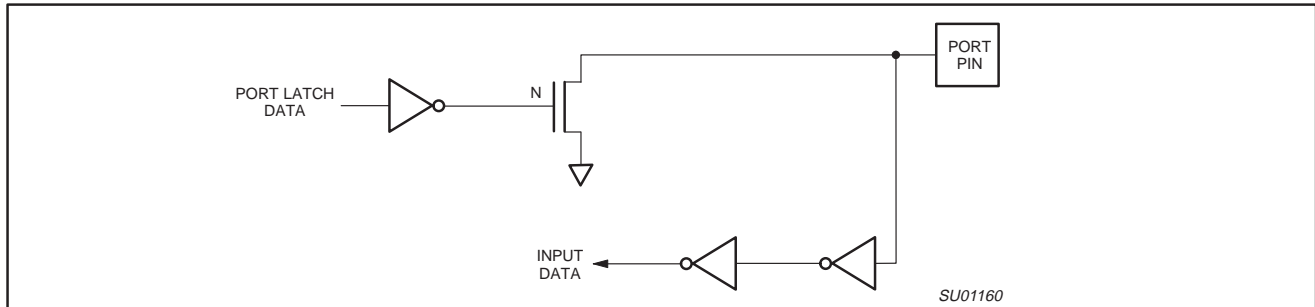 PORT
PIN
PORT LATCH
DATA
N
INPUT
DATA
SU01160